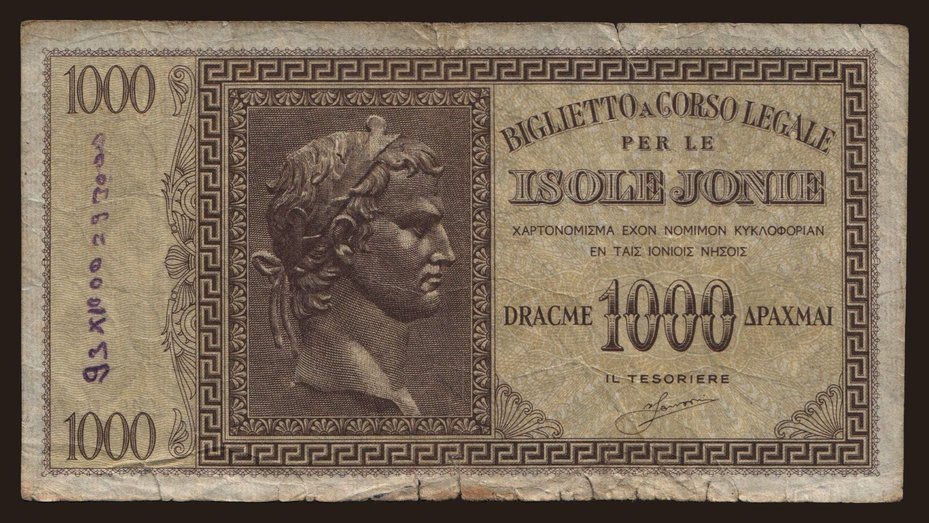 1000
BIGLIETTO A CORSO LEGALE
PER LE
ISOLE JONIE
ΧΑΡΤΟΝΟΜΙΣΜΑ ΕΧΟΝ ΝΟΜΙΜΟΝ ΚΥΚΛΟΦΟΡΙΑΝ
ΕΝ ΤΑΙΣ ΙΟΝΙΟΙΣ ΝΗΣΟΙΣ
DRACME 1000 ΔΡΑΧΜΑΙ
IL TESORIERE
1000